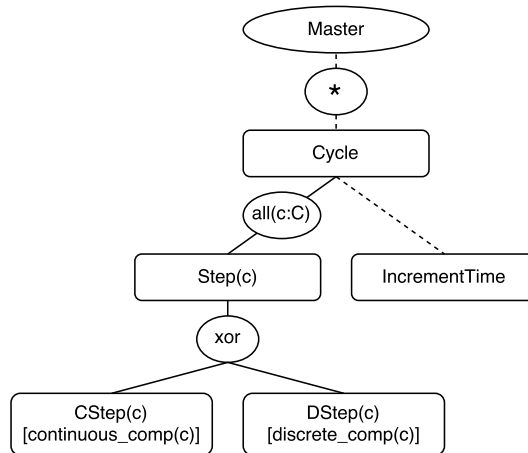 Master
*
Cycle
all(c:C)
Step(c)
IncrementTime
xor
CStep(c)
[continuous_comp(c)]
DStep(c)
[discrete_comp(c)]